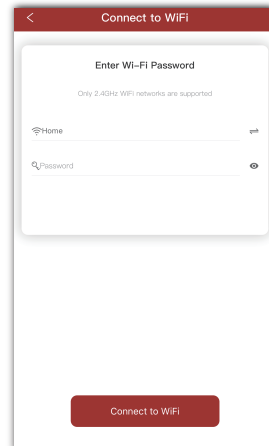 Connect to WiFi
Enter Wi-Fi Password
Only 2.4GHz WiFi networks are supported
Home
Password
Connect to WiFi